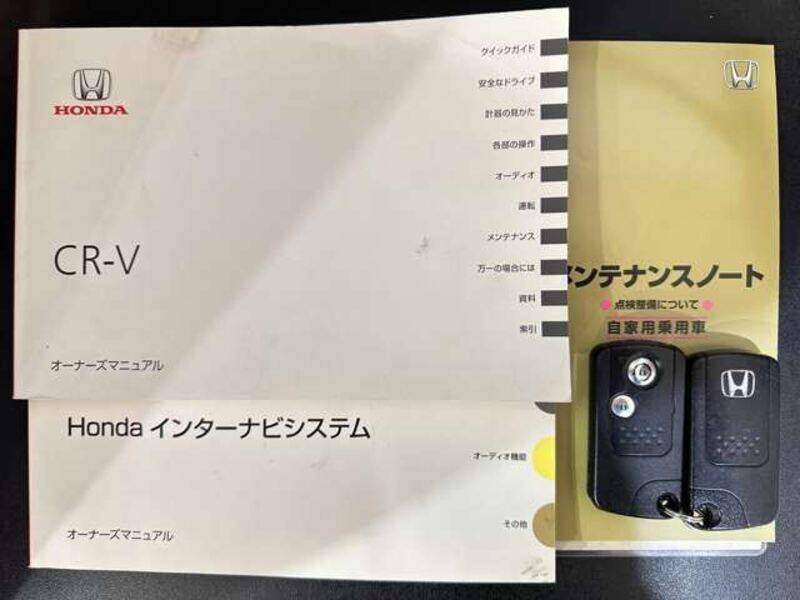 HONDA
CR-V
オーナーズマニュアル
クイックガイド
安全なドライブ
計器の見かた
各部の操作
オーディオ
運転
メンテナンス
万一の場合には
資料
索引
Honda インターナビシステム
オーナーズマニュアル
オーディオ機能
その他
メンテナンスノート
点検整備について
自家用乗用車